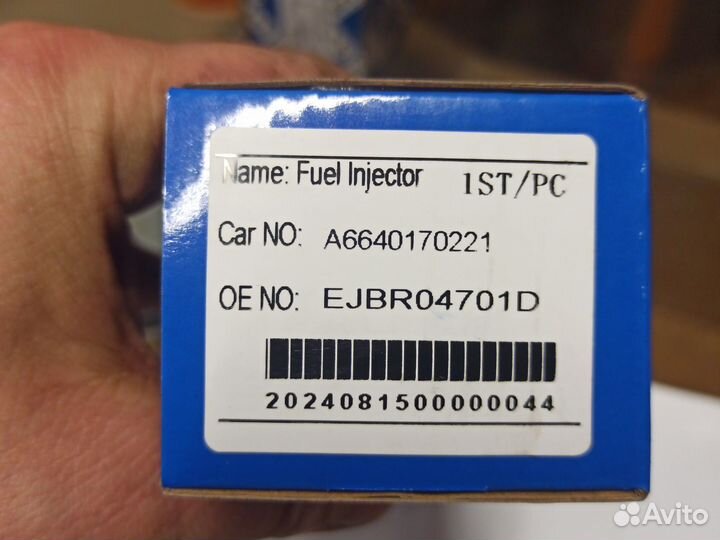 Name: Fuel Injector 1ST/PC
Car NO: A6640170221
OE NO: EJBR04701D
2024081500000044
Avito